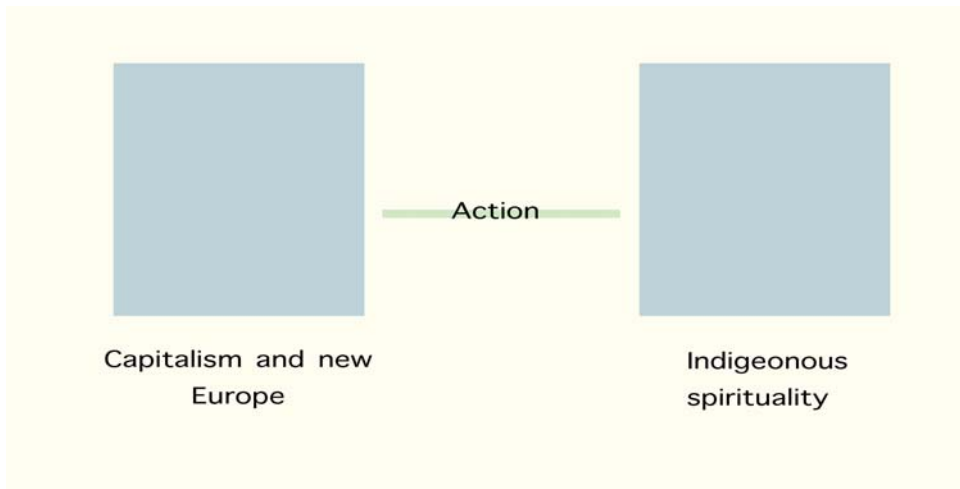 Action
Capitalism and new
Europe
Indigeonous
spirituality